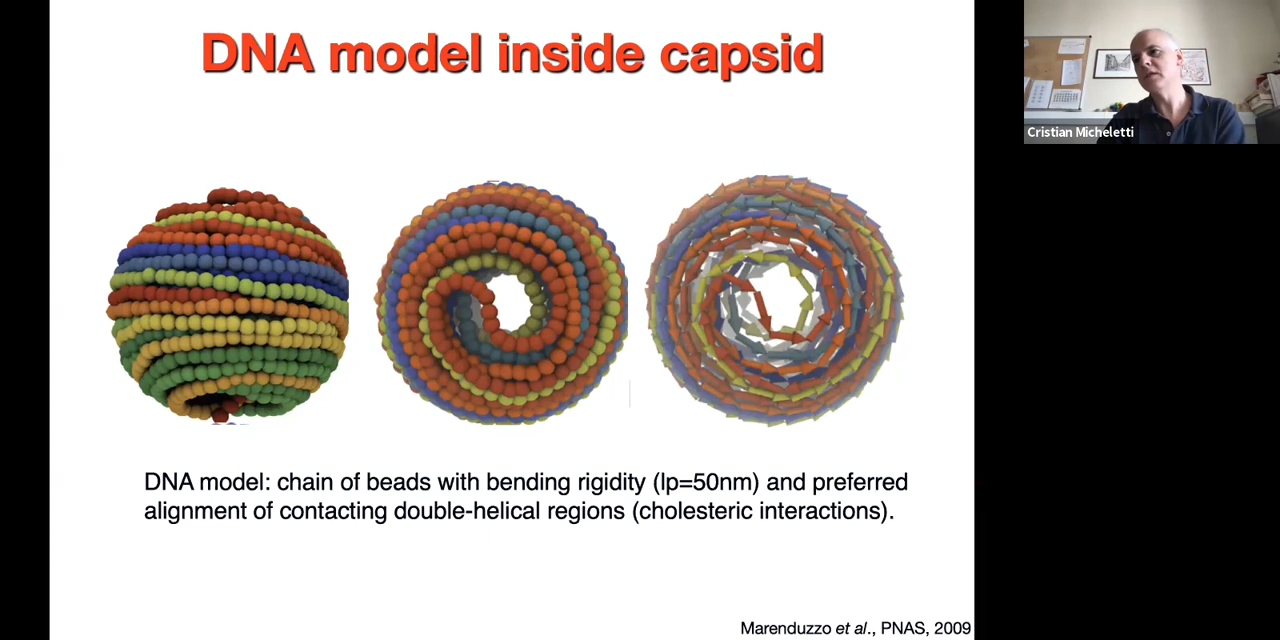 DNA model inside capsid
Cristian Micheletti
DNA model: chain of beads with bending rigidity (lp=50nm) and preferred
alignment of contacting double-helical regions (cholesteric interactions).
Marenduzzo et al., PNAS, 2009